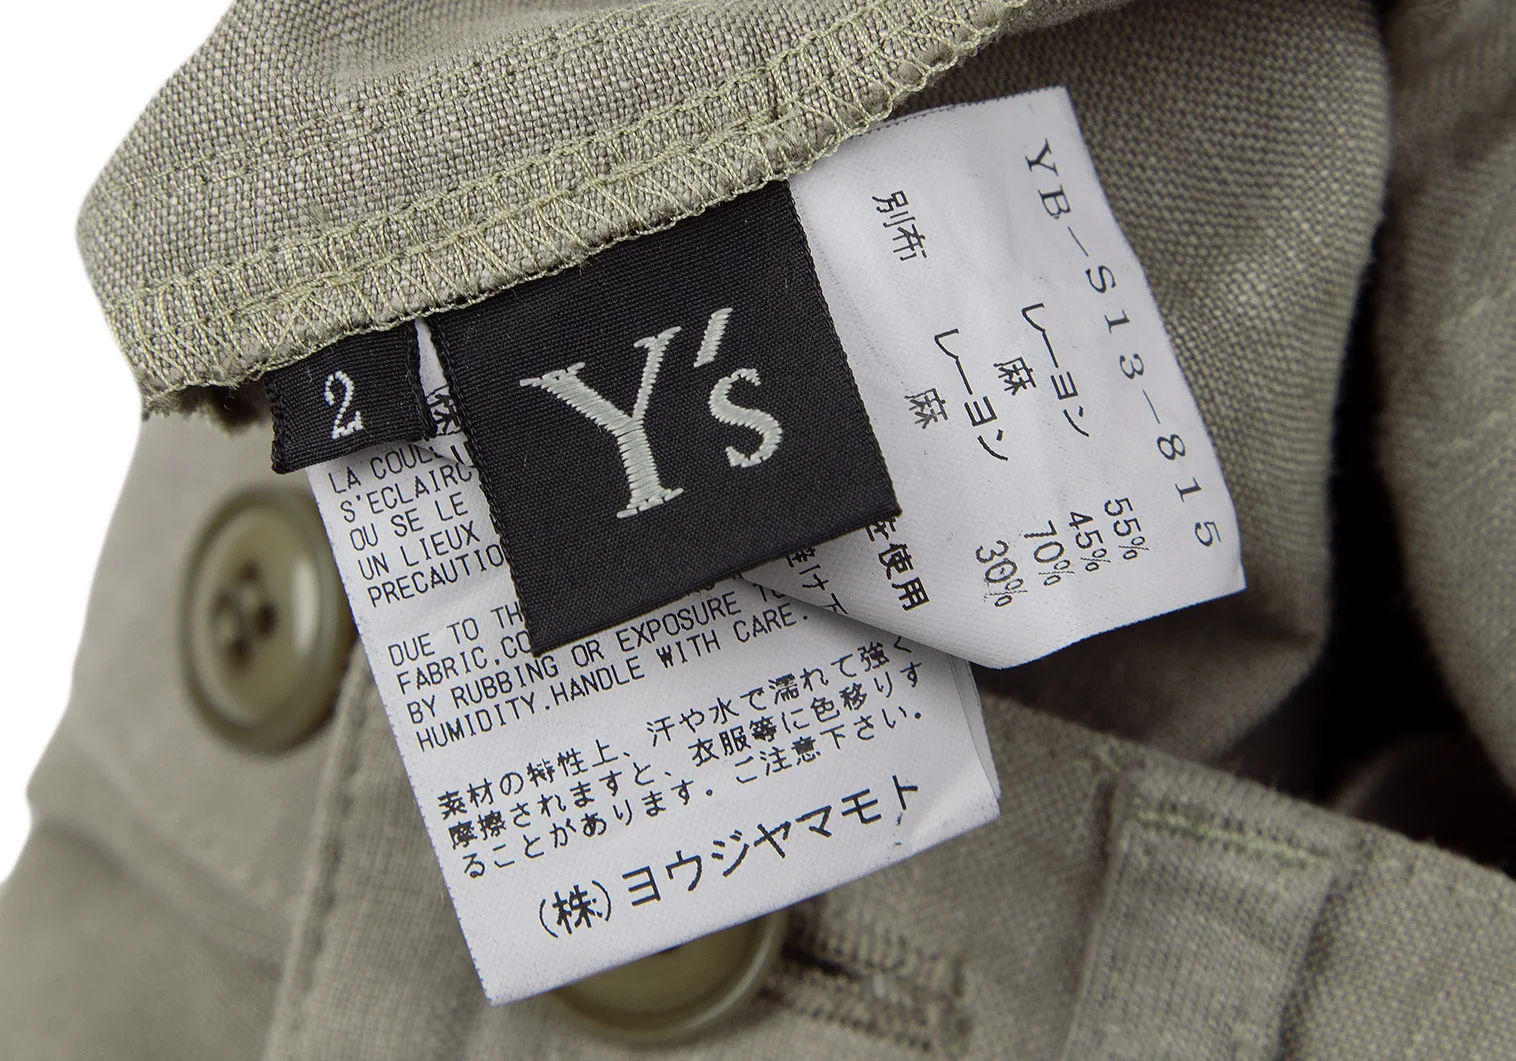 2
Y's
YB-S13-815
レーヨン 55%
麻 45%
別布 レーヨン 70%
麻 30%
を使用
LA COUL
S'ECLAIRC
OU SE LE
UN LIEUX
PRECAUTIO
DUE TO TH
FABRIC,CO
BY RUBBING OR EXPOSURE TO
HUMIDITY.HANDLE WITH CARE.
素材の特性上、汗や水で濡れて強く
摩擦されますと、衣服等に色移りす
ることがあります。ご注意下さい。
(株)ヨウジヤマモト